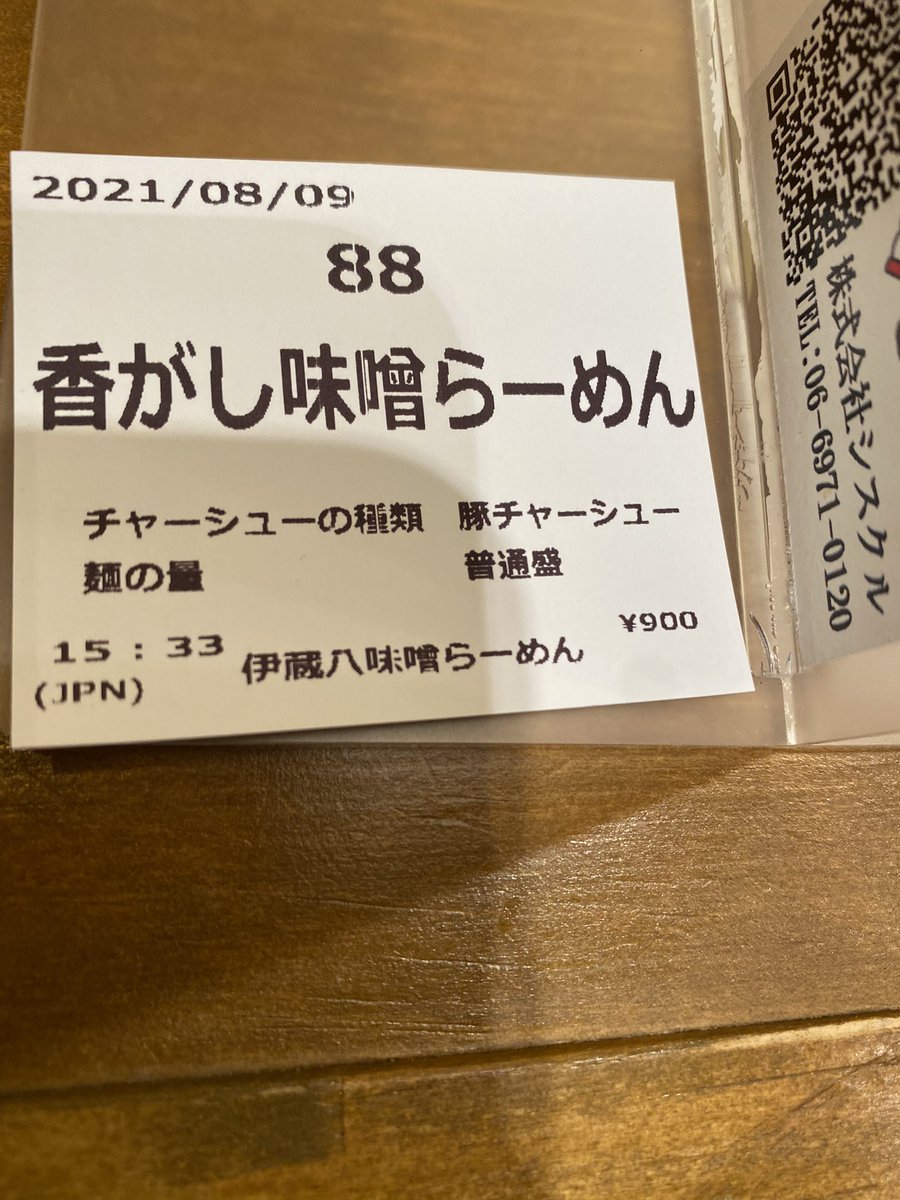 2021/08/09
88
香がし味噌らーめん
チャーシューの種類 豚チャーシュー
麺の量 普通盛
¥900
15:33 伊蔵八味噌らーめん
(JPN)
株式会社シスケル
TEL:06-6971-0120